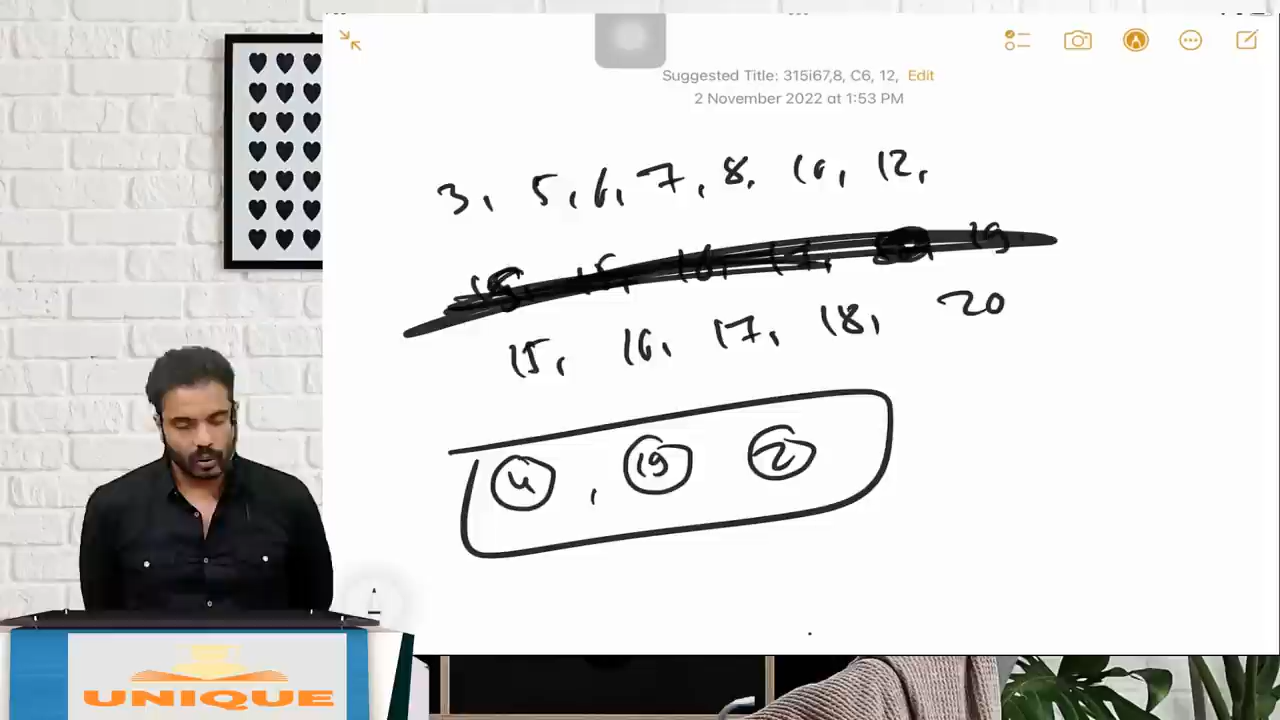 Suggested Title: 315i67,8, C6, 12, Edit
2 November 2022 at 1:53 PM
3, 5, 6, 7, 8, 10, 12,
19.
15, 16, 17, 18, 20
4, 19 2
UNIQUE